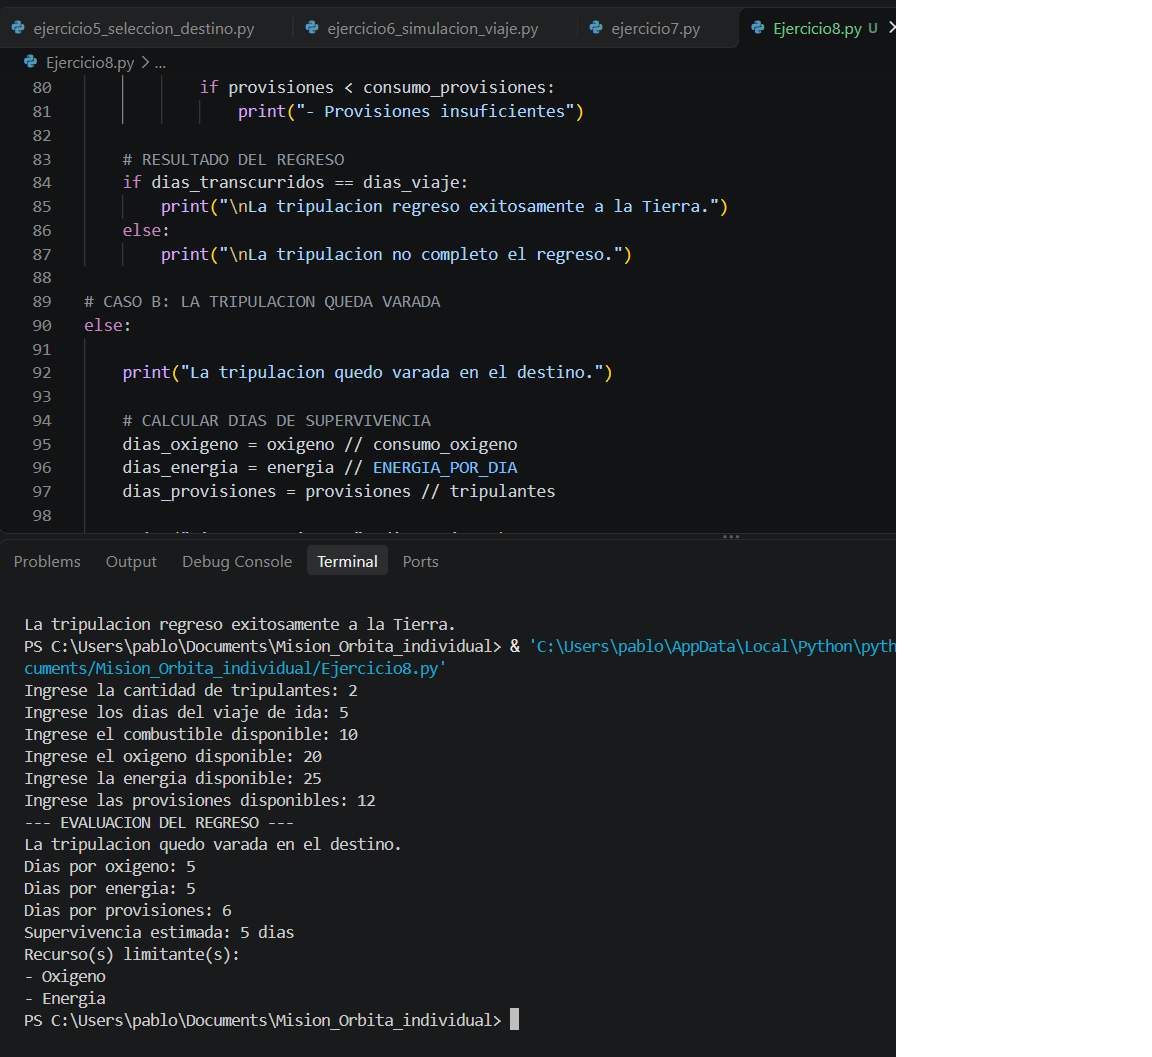 ejercicio5_seleccion_destino.py ejercicio6_simulacion_viaje.py ejercicio7.py Ejercicio8.py U
Ejercicio8.py > ...
80 if provisiones < consumo_provisiones:
81 print("- Provisiones insuficientes")
82
83 # RESULTADO DEL REGRESO
84 if dias_transcurridos == dias_viaje:
85 print("\nLa tripulacion regreso exitosamente a la Tierra.")
86 else:
87 print("\nLa tripulacion no completo el regreso.")
88
89 # CASO B: LA TRIPULACION QUEDA VARADA
90 else:
91
92 print("La tripulacion quedo varada en el destino.")
93
94 # CALCULAR DIAS DE SUPERVIVENCIA
95 dias_oxigeno = oxigeno // consumo_oxigeno
96 dias_energia = energia // ENERGIA_POR_DIA
97 dias_provisiones = provisiones // tripulantes
98
Problems Output Debug Console Terminal Ports
La tripulacion regreso exitosamente a la Tierra.
PS C:\Users\pablo\Documents\Mision_Orbita_individual> & 'C:\Users\pablo\AppData\Local\Python\pyth
cuments/Mision_Orbita_individual/Ejercicio8.py'
Ingrese la cantidad de tripulantes: 2
Ingrese los dias del viaje de ida: 5
Ingrese el combustible disponible: 10
Ingrese el oxigeno disponible: 20
Ingrese la energia disponible: 25
Ingrese las provisiones disponibles: 12
--- EVALUACION DEL REGRESO ---
La tripulacion quedo varada en el destino.
Dias por oxigeno: 5
Dias por energia: 5
Dias por provisiones: 6
Supervivencia estimada: 5 dias
Recurso(s) limitante(s):
- Oxigeno
- Energia
PS C:\Users\pablo\Documents\Mision_Orbita_individual>